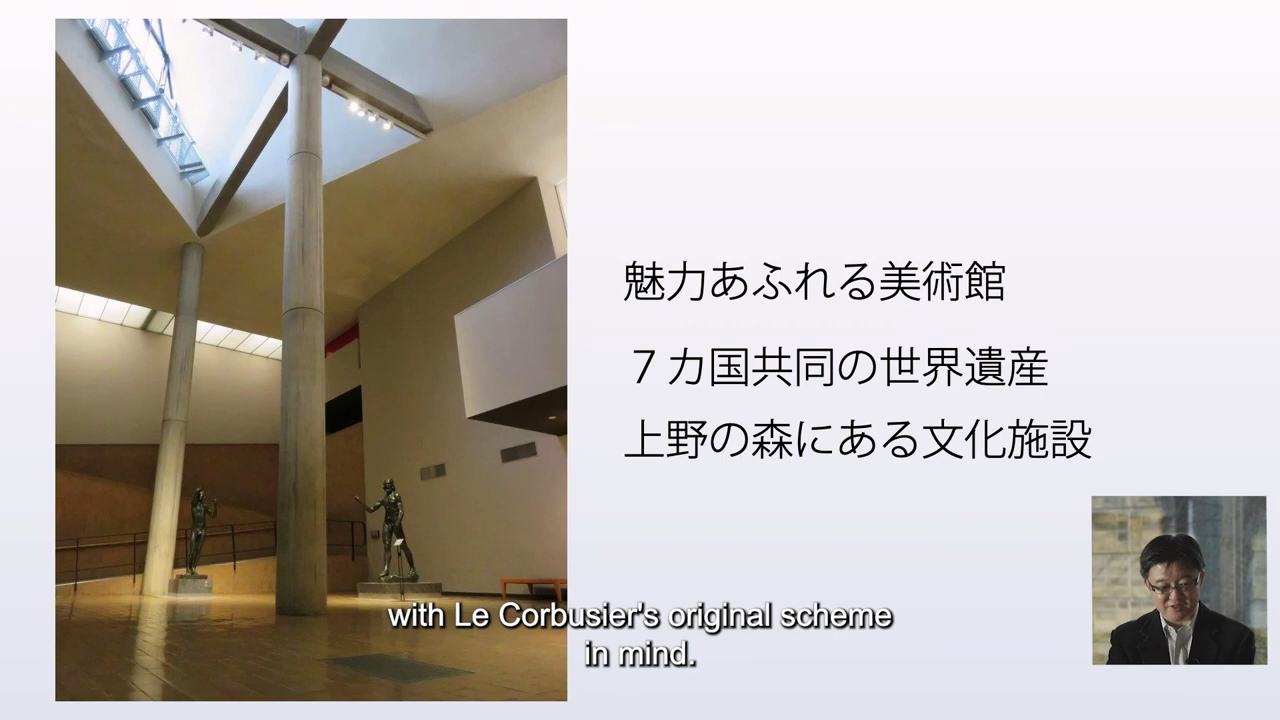 魅力あふれる美術館
７カ国共同の世界遺産
上野の森にある文化施設
with Le Corbusier's original scheme
in mind.